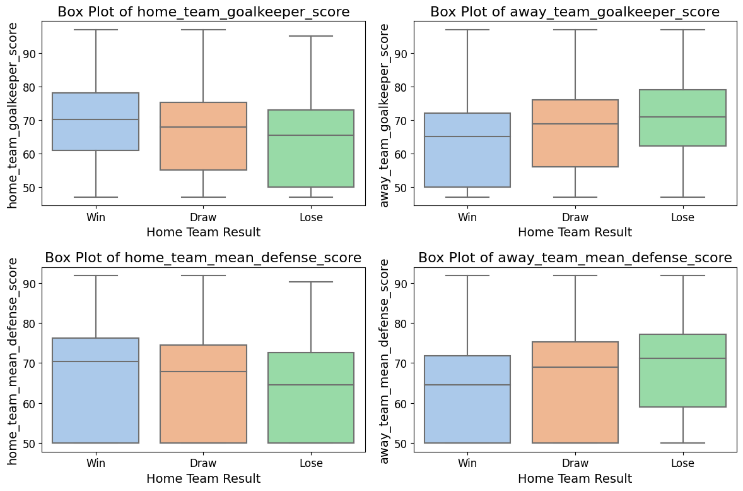 Box Plot of home_team_goalkeeper_score
home_team_goalkeeper_score
90
80
70
60
50
Win Draw Lose
Home Team Result
Box Plot of away_team_goalkeeper_score
away_team_goalkeeper_score
90
80
70
60
50
Win Draw Lose
Home Team Result
Box Plot of home_team_mean_defense_score
home_team_mean_defense_score
90
80
70
60
50
Win Draw Lose
Home Team Result
Box Plot of away_team_mean_defense_score
away_team_mean_defense_score
90
80
70
60
50
Win Draw Lose
Home Team Result